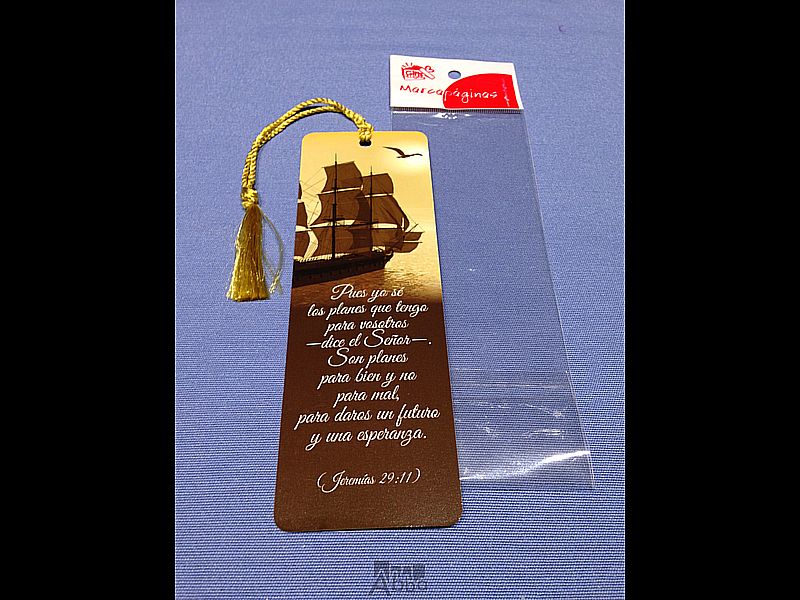 Marcapáginas
Pues yo sé
los planes que tengo
para vosotros
—dice el Señor—.
Son planes
para bien y no
para mal,
para daros un futuro
y una esperanza.
(Jeremías 29:11)